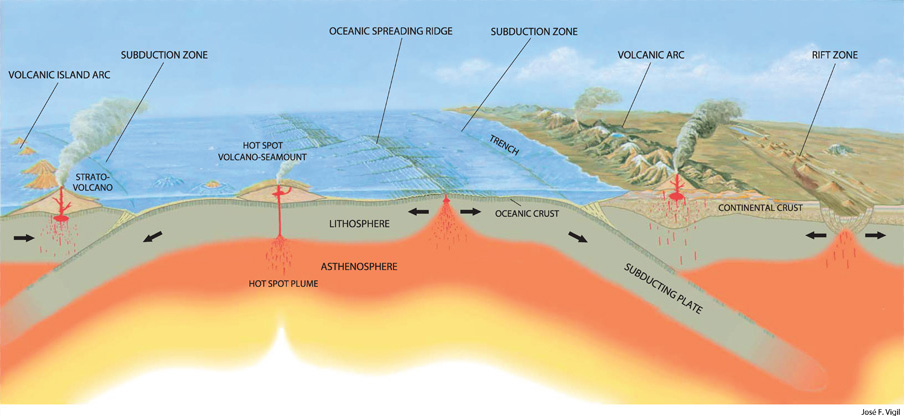 OCEANIC SPREADING RIDGE
SUBDUCTION ZONE
SUBDUCTION ZONE
VOLCANIC ARC
RIFT ZONE
VOLCANIC ISLAND ARC
TRENCH
HOT SPOT
VOLCANO-SEAMOUNT
STRATO-
VOLCANO
CONTINENTAL CRUST
OCEANIC CRUST
LITHOSPHERE
ASTHENOSPHERE
SUBDUCTING PLATE
HOT SPOT PLUME
José F. Vigil